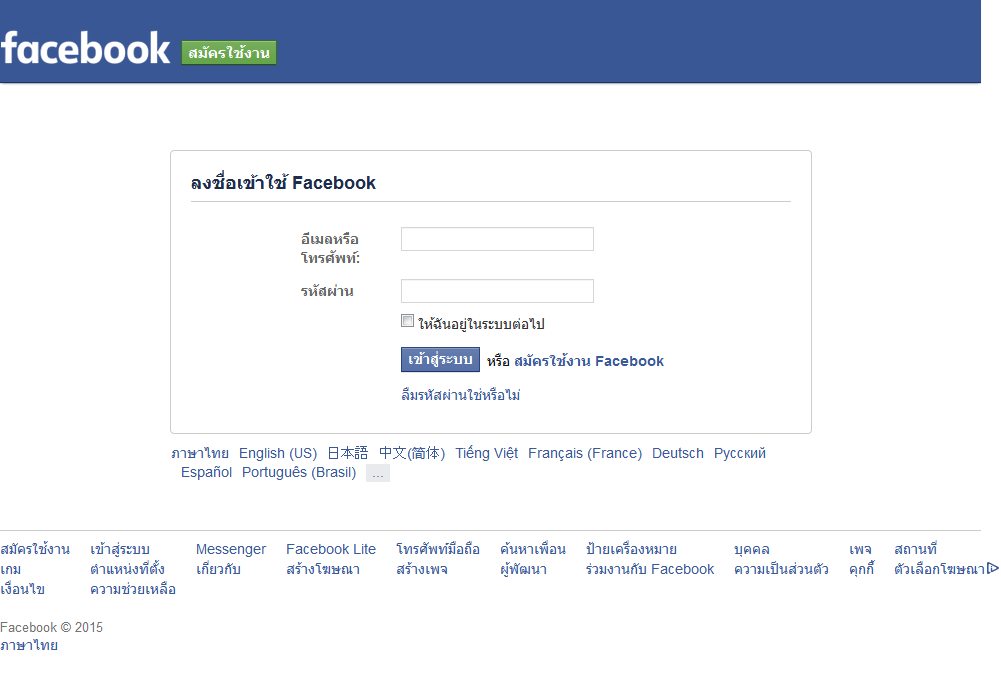 facebook สมัครใช้งาน
ลงชื่อเข้าใช้ Facebook
อีเมลหรือ
โทรศัพท์:
รหัสผ่าน
ให้ฉันอยู่ในระบบต่อไป
เข้าสู่ระบบ หรือ สมัครใช้งาน Facebook
ลืมรหัสผ่านใช่หรือไม่
ภาษาไทย English (US) 日本語 中文(简体) Tiếng Việt Français (France) Deutsch Русский
Español Português (Brasil) ...
สมัครใช้งาน เข้าสู่ระบบ Messenger Facebook Lite โทรศัพท์มือถือ ค้นหาเพื่อน ป้ายเครื่องหมาย บุคคล เพจ สถานที่
เกม ตำแหน่งที่ตั้ง เกี่ยวกับ สร้างโฆษณา สร้างเพจ ผู้พัฒนา ร่วมงานกับ Facebook ความเป็นส่วนตัว คุกกี้ ตัวเลือกโฆษณา
เงื่อนไข ความช่วยเหลือ
Facebook © 2015
ภาษาไทย